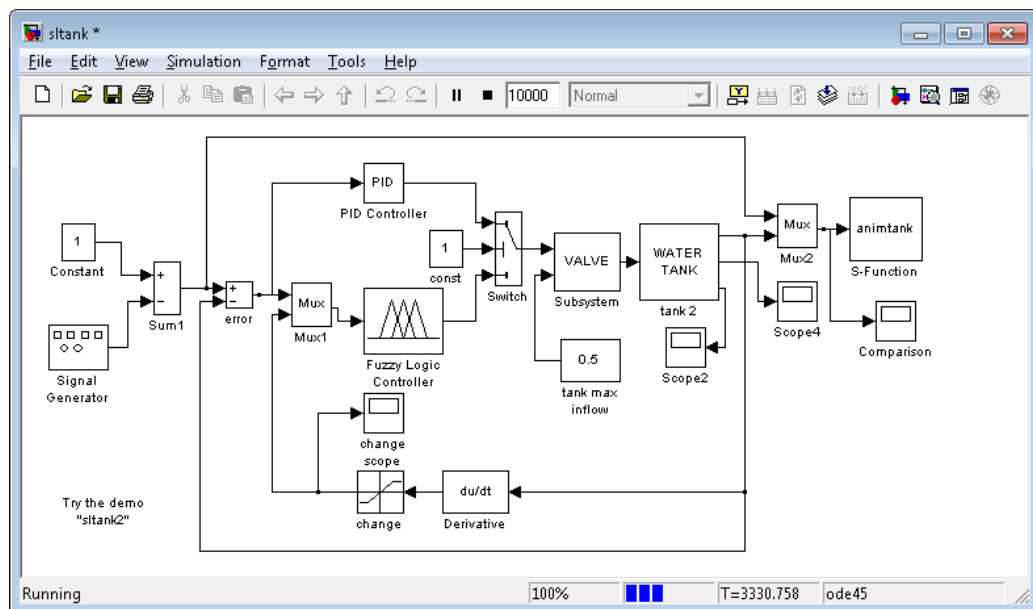 sltank *
File Edit View Simulation Format Tools Help
10000 Normal
PID
PID Controller
1
Constant
1
const
Switch
VALVE
Subsystem
WATER
TANK
tank 2
Mux
Mux2
animtank
S-Function
+
−
Sum1
+
−
error
Mux
Mux1
Fuzzy Logic
Controller
Signal
Generator
0.5
tank max
inflow
Scope2
Scope4
Comparison
change
scope
change
du/dt
Derivative
Try the demo
"sltank2"
Running 100% T=3330.758 ode45